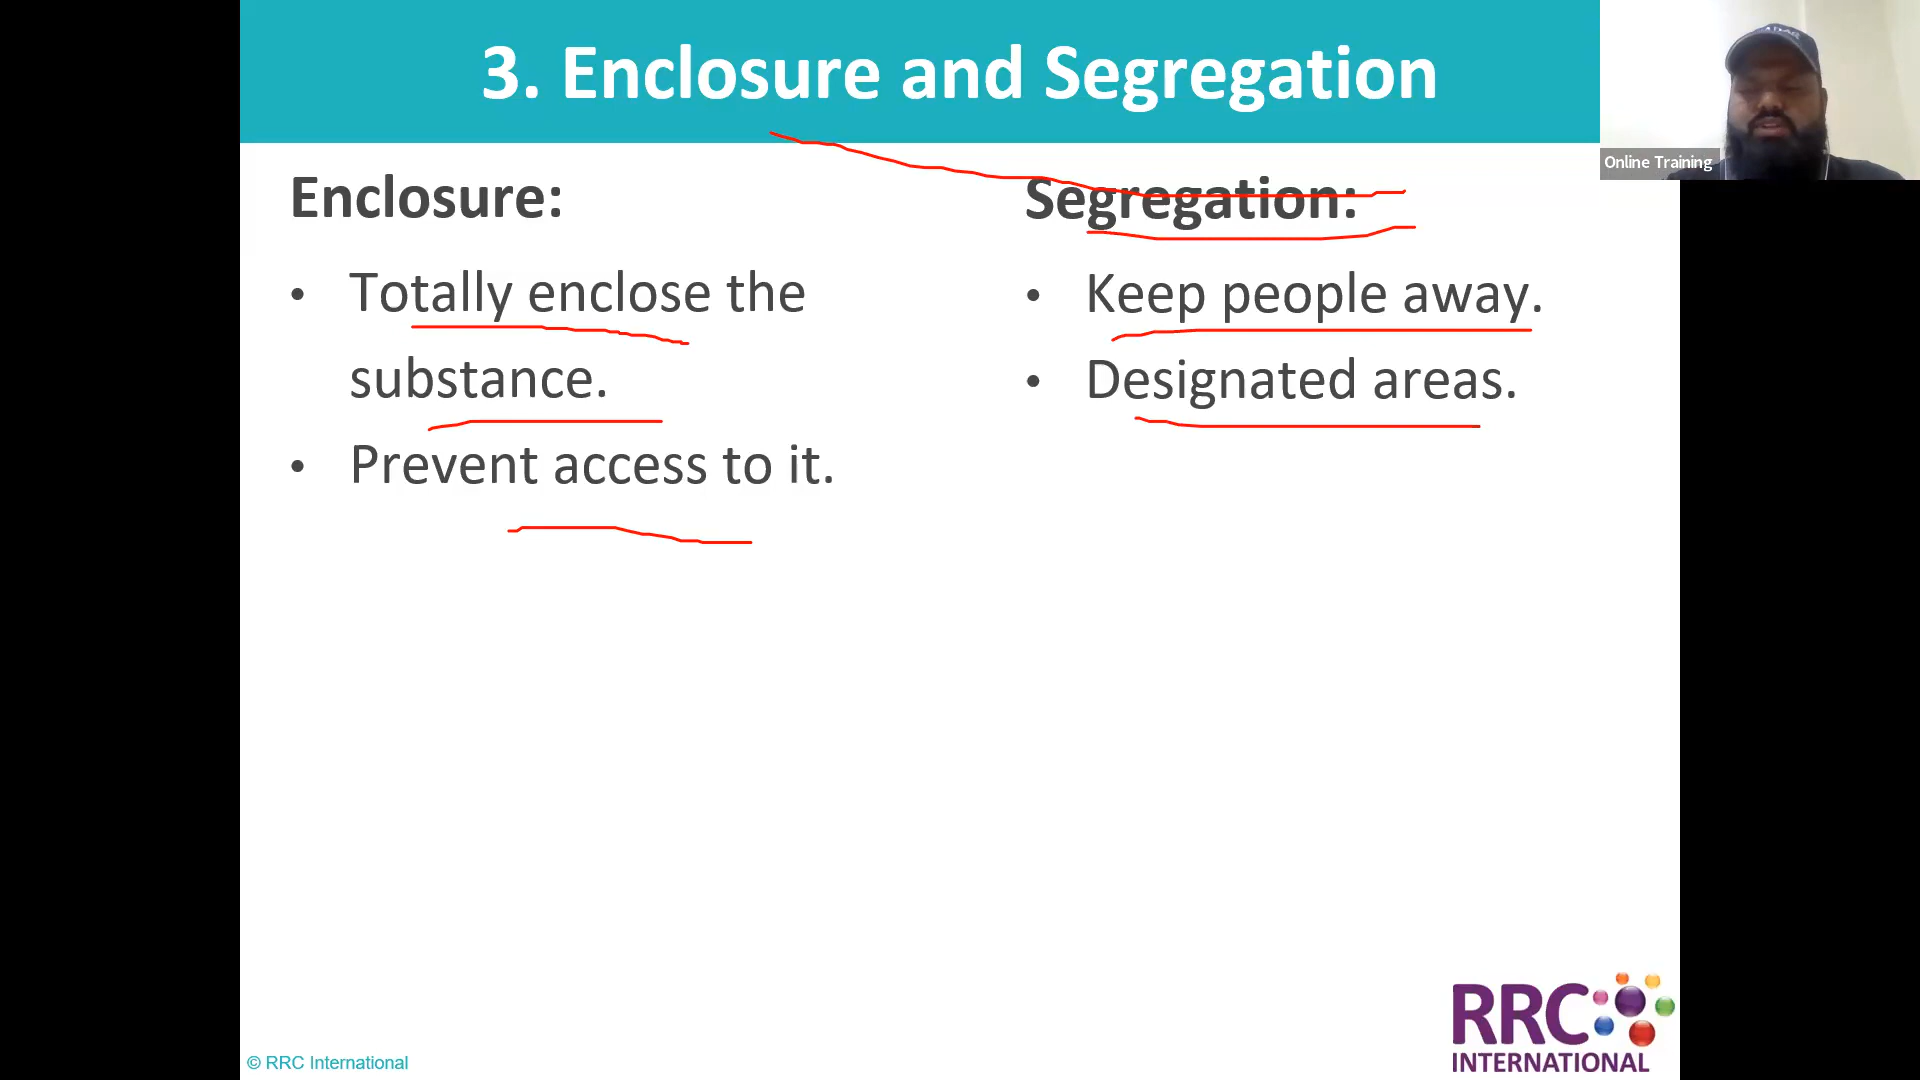 3. Enclosure and Segregation
Online Training
Enclosure:
• Totally enclose the
substance.
• Prevent access to it.
Segregation:
• Keep people away.
• Designated areas.
RRC
INTERNATIONAL
© RRC International